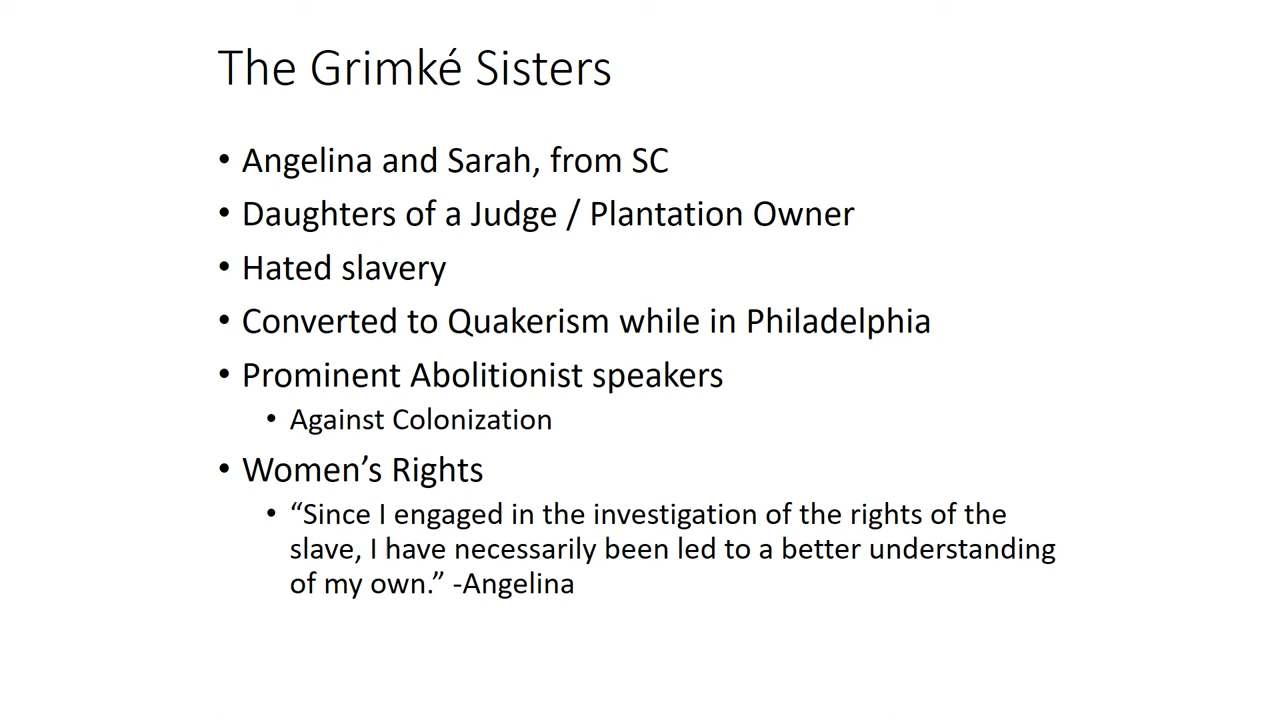 The Grimké Sisters
• Angelina and Sarah, from SC
• Daughters of a Judge / Plantation Owner
• Hated slavery
• Converted to Quakerism while in Philadelphia
• Prominent Abolitionist speakers
• Against Colonization
• Women’s Rights
• “Since I engaged in the investigation of the rights of the
slave, I have necessarily been led to a better understanding
of my own.” -Angelina